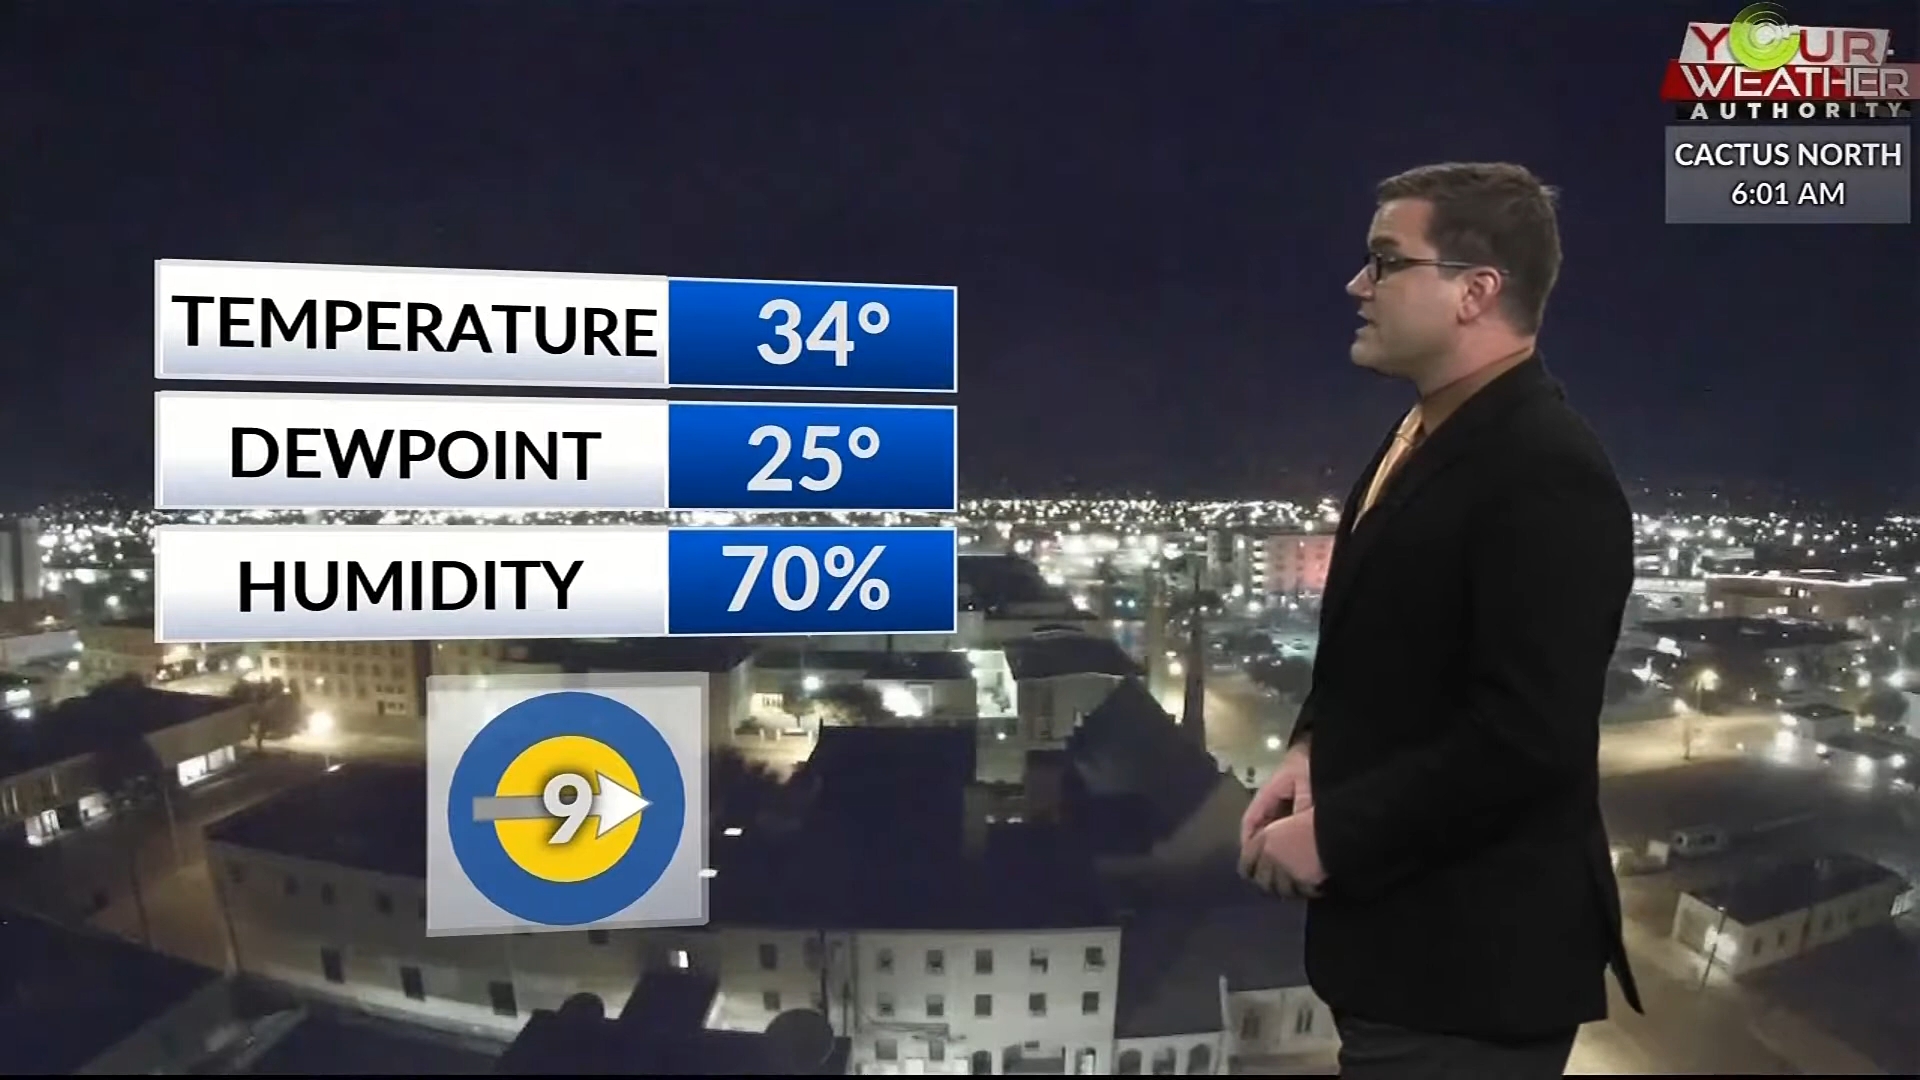 YOUR
WEATHER
AUTHORITY
CACTUS NORTH
6:01 AM
TEMPERATURE 34°
DEWPOINT 25°
HUMIDITY 70%
9